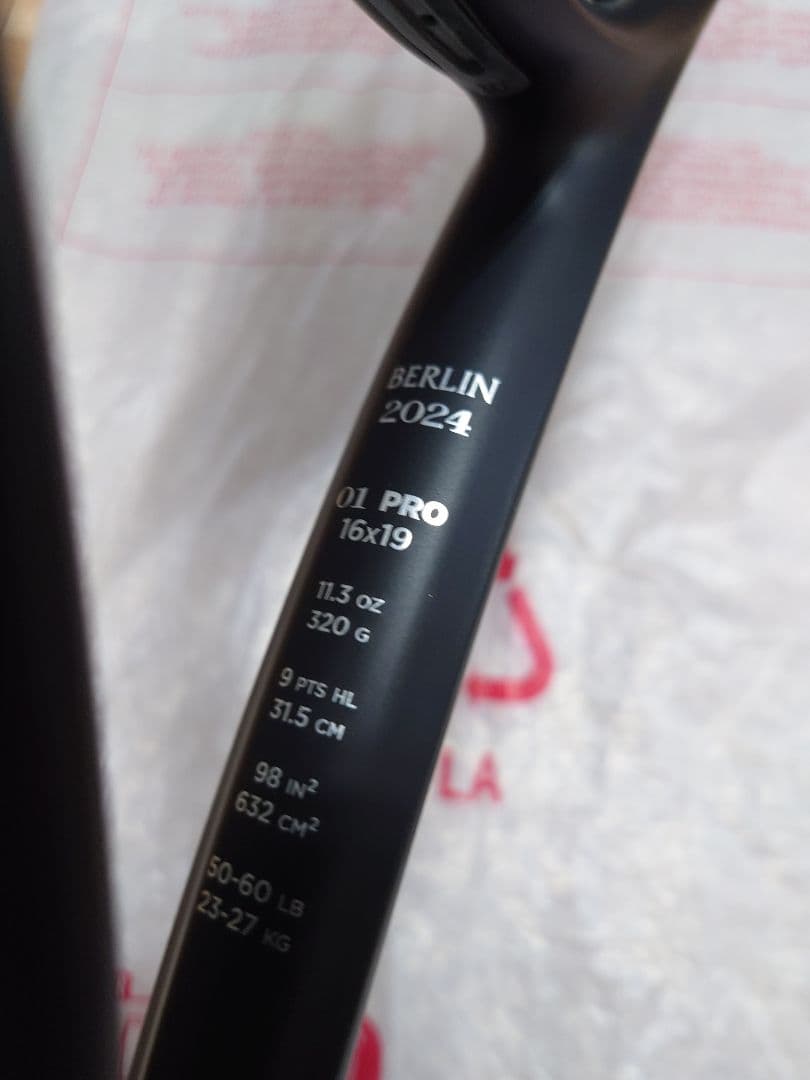 BERLIN
2024
01 PRO
16x19
11.3 OZ
320 G
9 PTS HL
31.5 CM
98 IN²
632 CM²
50-60 LB
23-27 KG
LA